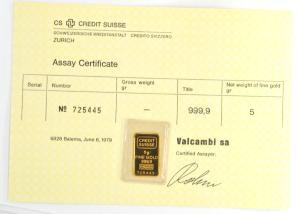 CS CREDIT SUISSE
SCHWEIZERISCHE KREDITANSTALT CREDITO SVIZZERO
ZURICH
Assay Certificate
Serial Number Gross weight gr Title Net weight of fine gold gr
Nº 725445 — 999,9 5
6828 Balerna, June 6, 1979
Valcambi sa
Certified Assayer:
CREDIT
SUISSE
5g
FINE GOLD
999,9
725445